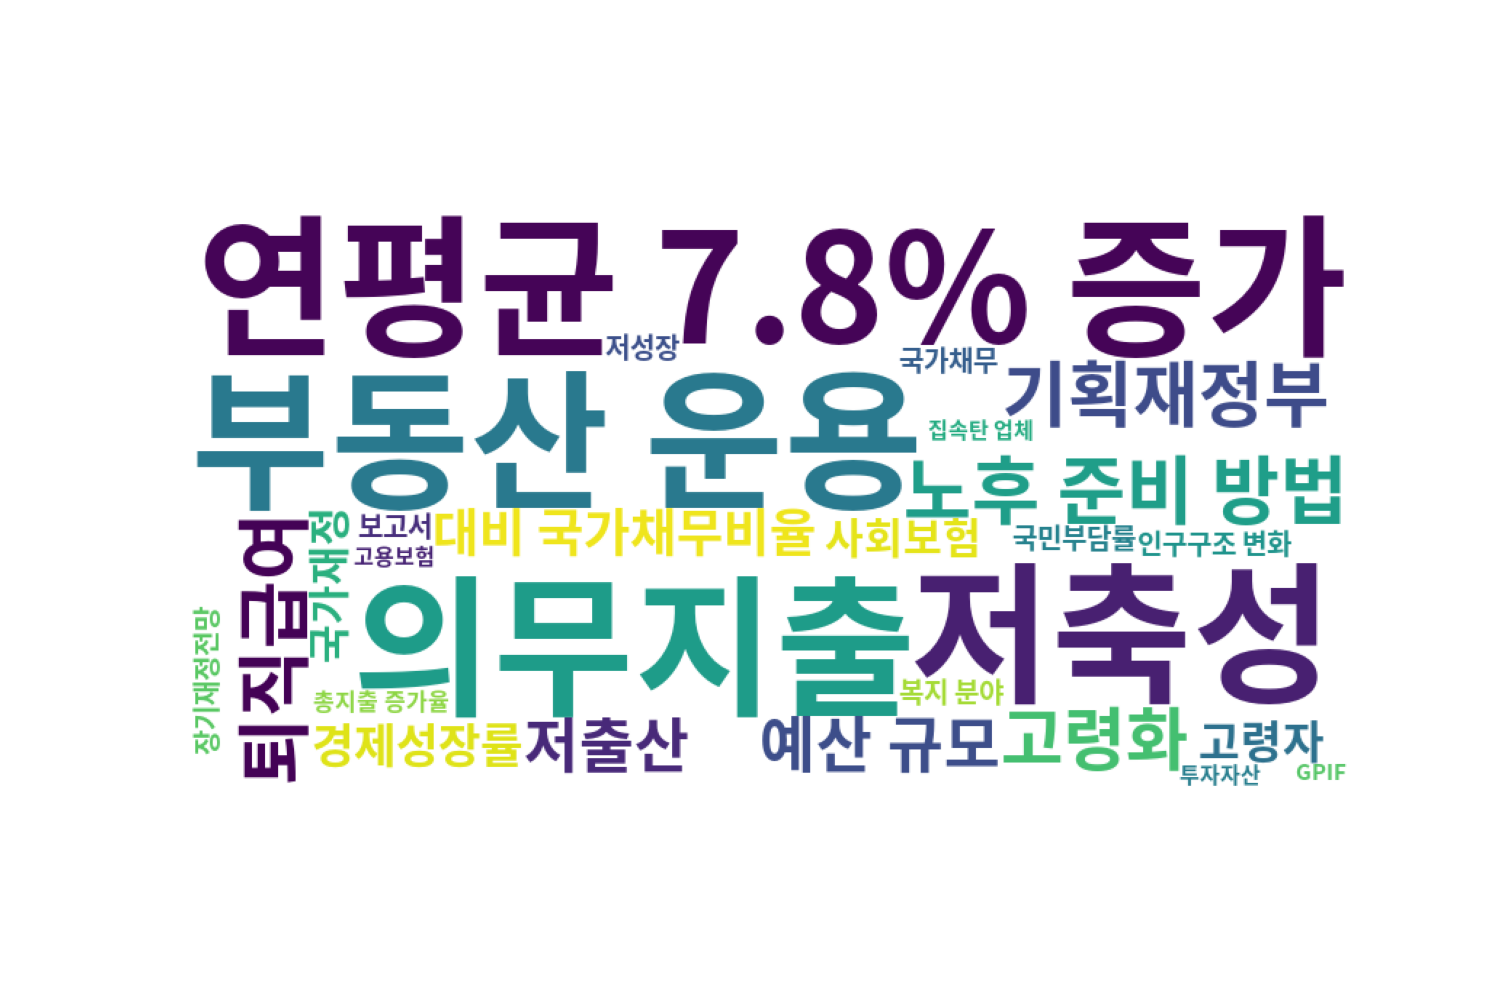 연평균 7.8% 증가
저성장
국가채무
기획재정부
부동산 운용
집속탄 업체
노후 준비 방법
퇴직급여
국가재정
보고서
대비 국가채무비율
사회보험
국민부담률
인구구조 변화
고용보험
의무지출
저축성
장기재정전망
총지출 증가율
복지 분야
경제성장률
저출산
예산 규모
고령화
고령자
투자자산
GPIF